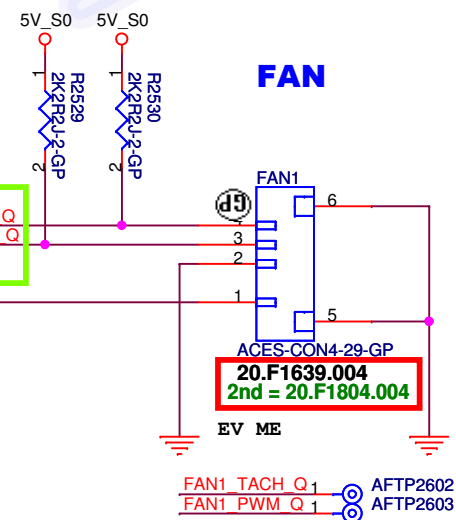 5V_S0 5V_S0
FAN
1 1
R2529
2K2R2J-2-GP
R2530
2K2R2J-2-GP
2 2
FAN1
GP
6
Q
3
Q
2
1
5
ACES-CON4-29-GP
20.F1639.004
2nd = 20.F1804.004
EV ME
FAN1_TACH_Q 1 AFTP2602
FAN1_PWM_Q 1 AFTP2603